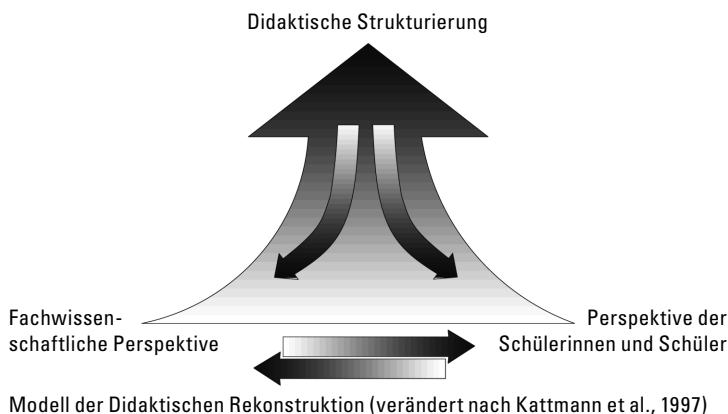 Didaktische Strukturierung
Fachwissen-
schaftliche Perspektive
Perspektive der
Schülerinnen und Schüler
Modell der Didaktischen Rekonstruktion (verändert nach Kattmann et al., 1997)